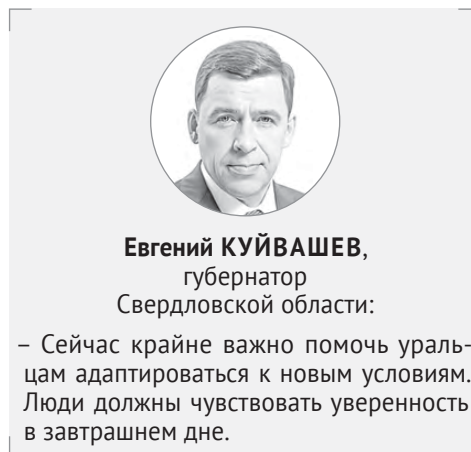 Евгений КУЙВАШЕВ,
губернатор
Свердловской области:
– Сейчас крайне важно помочь ураль-
цам адаптироваться к новым условиям.
Люди должны чувствовать уверенность
в завтрашнем дне.